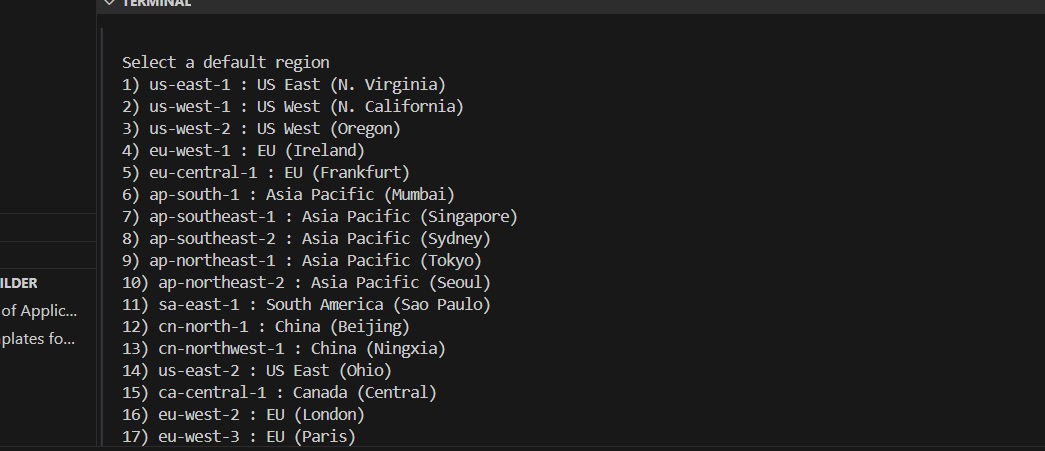 TERMINAL
Select a default region
1) us-east-1 : US East (N. Virginia)
2) us-west-1 : US West (N. California)
3) us-west-2 : US West (Oregon)
4) eu-west-1 : EU (Ireland)
5) eu-central-1 : EU (Frankfurt)
6) ap-south-1 : Asia Pacific (Mumbai)
7) ap-southeast-1 : Asia Pacific (Singapore)
8) ap-southeast-2 : Asia Pacific (Sydney)
9) ap-northeast-1 : Asia Pacific (Tokyo)
10) ap-northeast-2 : Asia Pacific (Seoul)
11) sa-east-1 : South America (Sao Paulo)
12) cn-north-1 : China (Beijing)
13) cn-northwest-1 : China (Ningxia)
14) us-east-2 : US East (Ohio)
15) ca-central-1 : Canada (Central)
16) eu-west-2 : EU (London)
17) eu-west-3 : EU (Paris)
ILDER
of Applic...
plates fo...